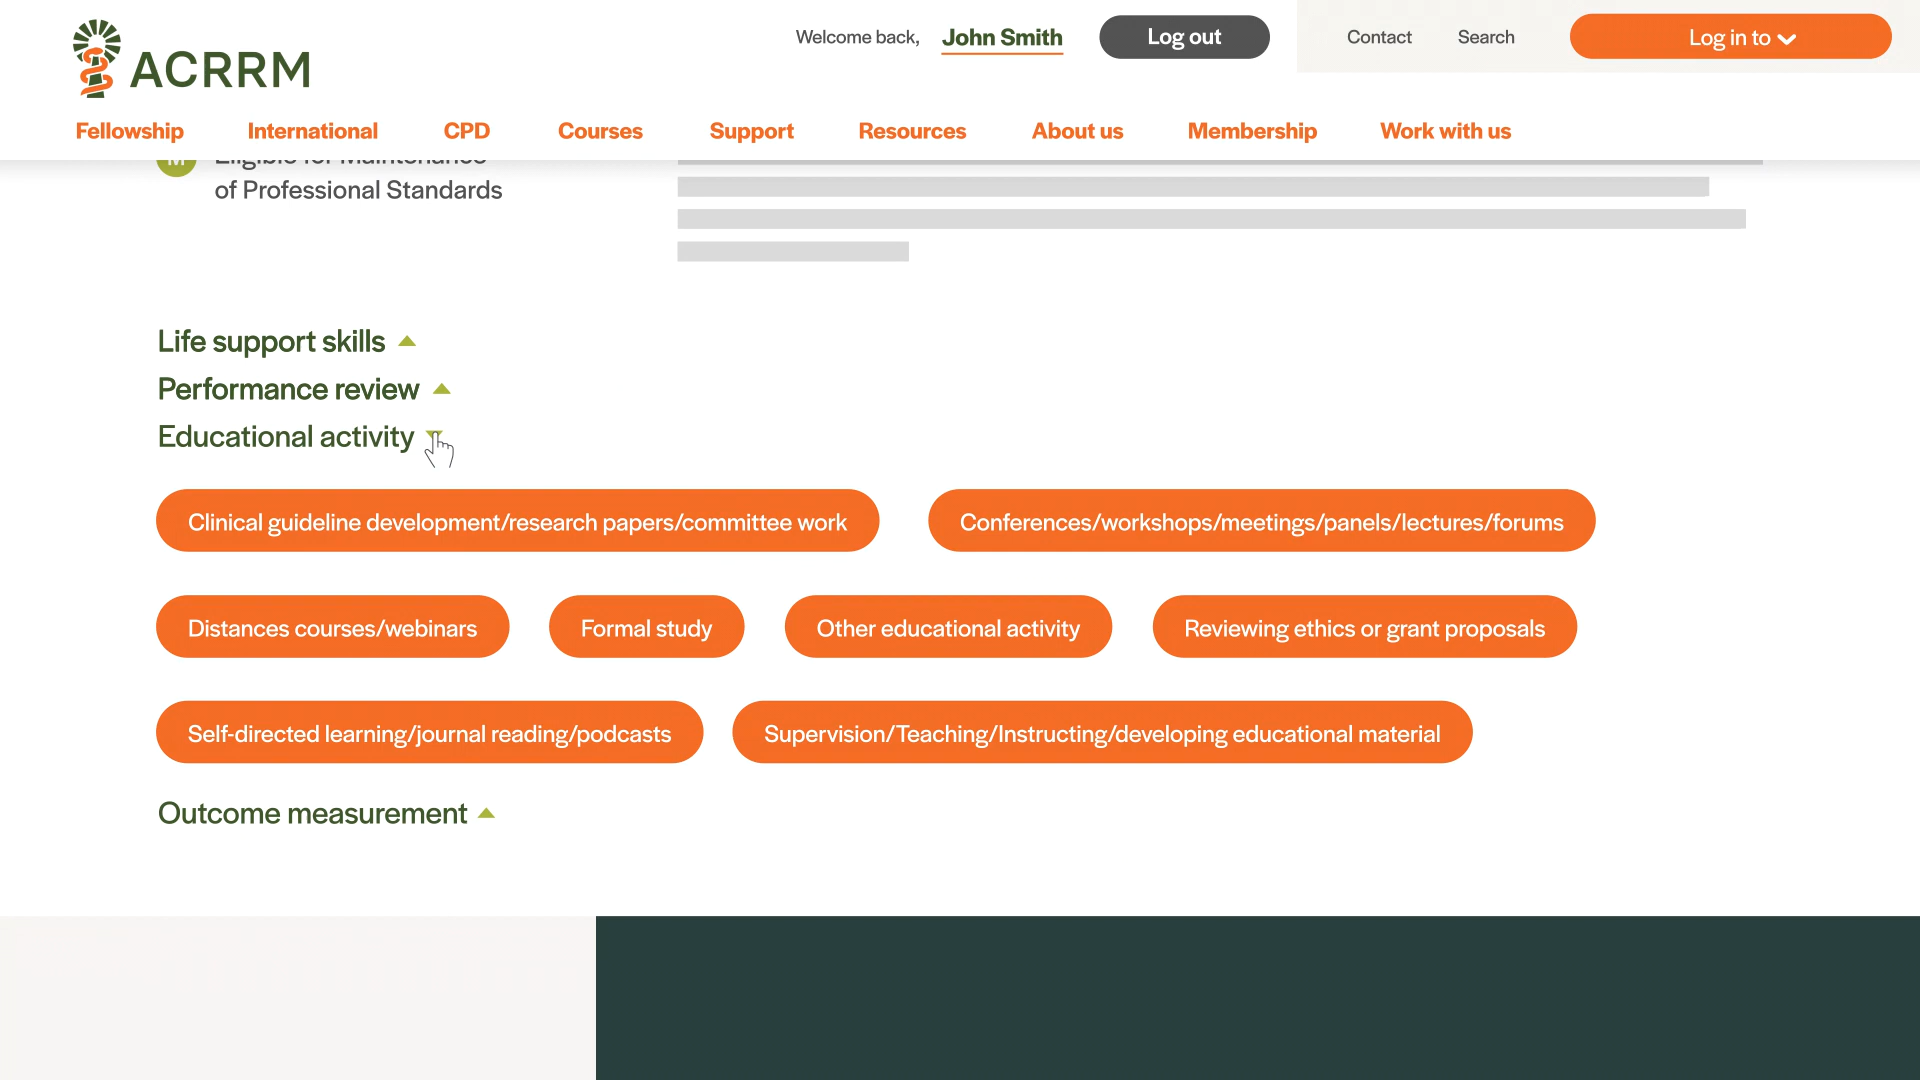 ACRRM
Welcome back, John Smith
Log out
Contact
Search
Log in to
Fellowship
International
CPD
Courses
Support
Resources
About us
Membership
Work with us
M
Eligible for Maintenance
of Professional Standards
Life support skills
Performance review
Educational activity
Clinical guideline development/research papers/committee work
Conferences/workshops/meetings/panels/lectures/forums
Distances courses/webinars
Formal study
Other educational activity
Reviewing ethics or grant proposals
Self-directed learning/journal reading/podcasts
Supervision/Teaching/Instructing/developing educational material
Outcome measurement